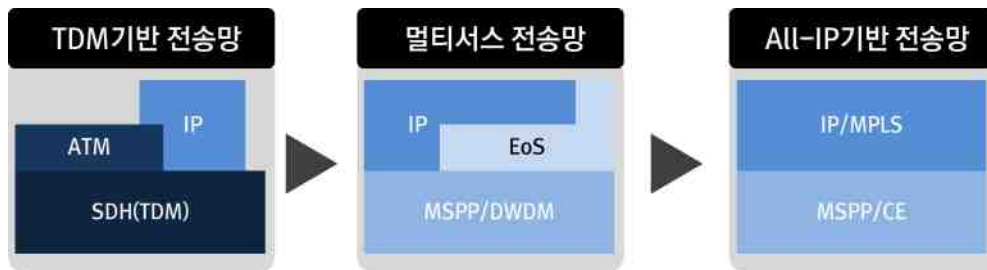 TDM기반 전송망
IP
ATM
SDH(TDM)
멀티서스 전송망
IP
EoS
MSPP/DWDM
All-IP기반 전송망
IP/MPLS
MSPP/CE